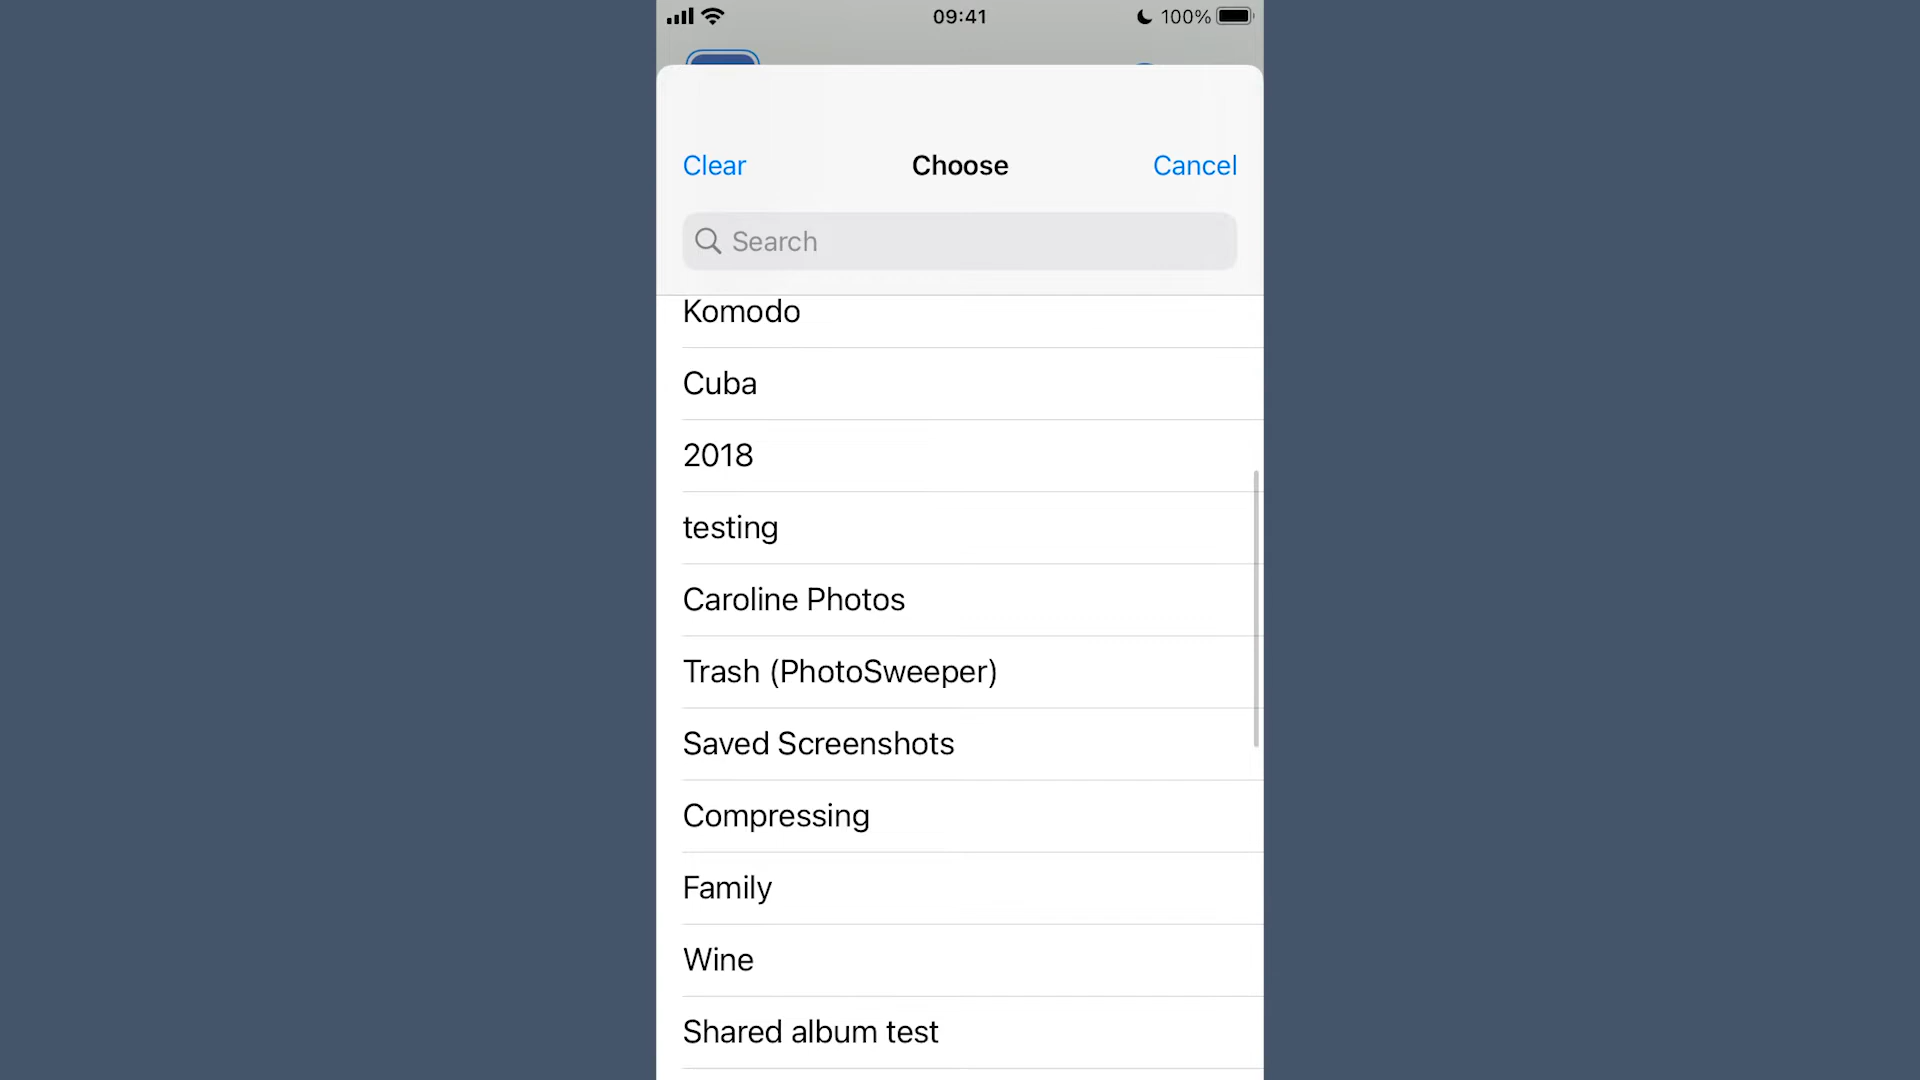 09:41
100%
Clear
Choose
Cancel
Search
Komodo
Cuba
2018
testing
Caroline Photos
Trash (PhotoSweeper)
Saved Screenshots
Compressing
Family
Wine
Shared album test